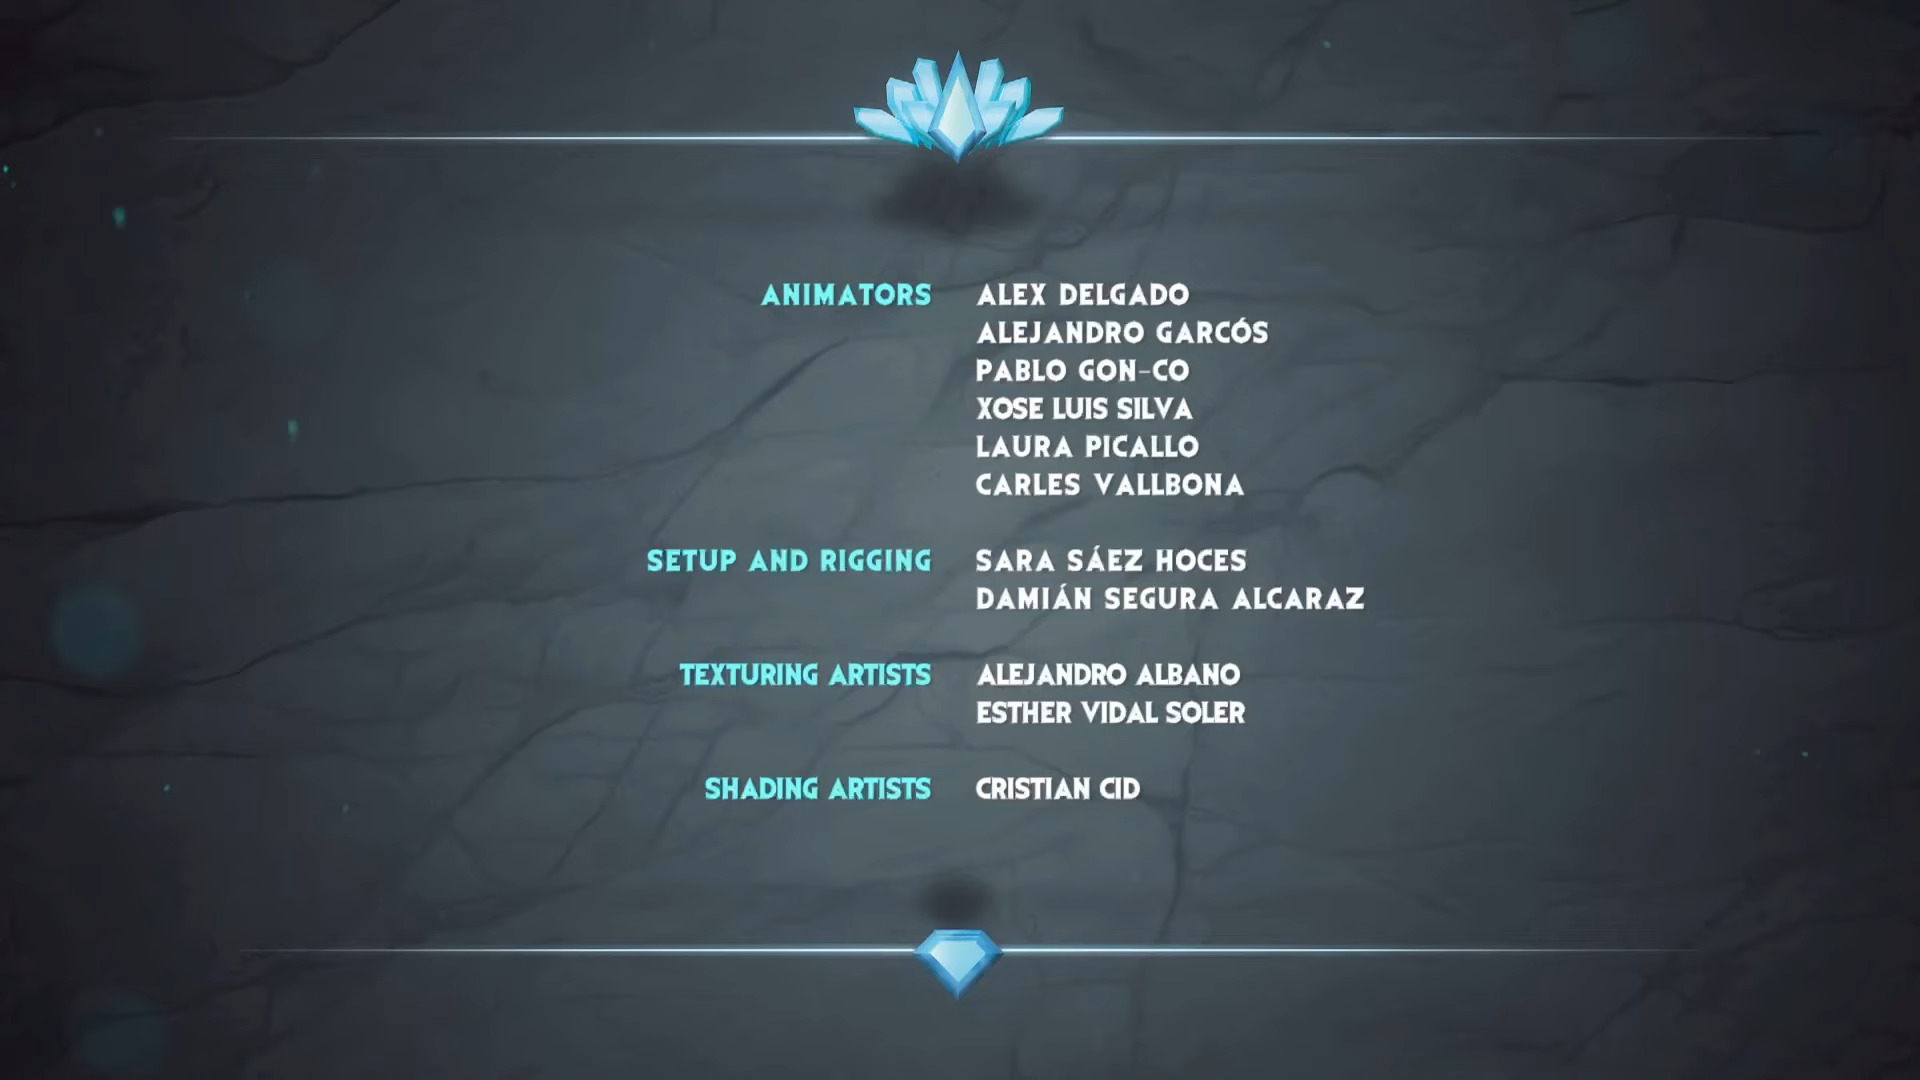 ANIMATORS ALEX DELGADO
ALEJANDRO GARCÓS
PABLO GON-CO
XOSE LUIS SILVA
LAURA PICALLO
CARLES VALLBONA
SETUP AND RIGGING SARA SÁEZ HOCES
DAMIÁN SEGURA ALCARAZ
TEXTURING ARTISTS ALEJANDRO ALBANO
ESTHER VIDAL SOLER
SHADING ARTISTS CRISTIAN CID